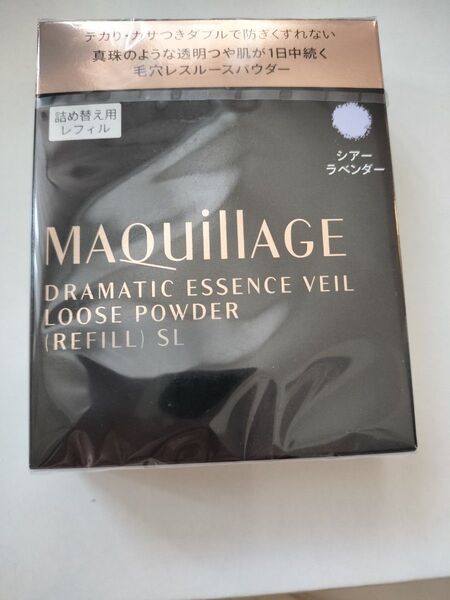 テカリ・カサつきダブルで防ぎくずれない
真珠のような透明つや肌が1日中続く
毛穴レスルースパウダー
詰め替え用
レフィル
シアー
ラベンダー
MAQuillAGE
DRAMATIC ESSENCE VEIL
LOOSE POWDER
(REFILL) SL